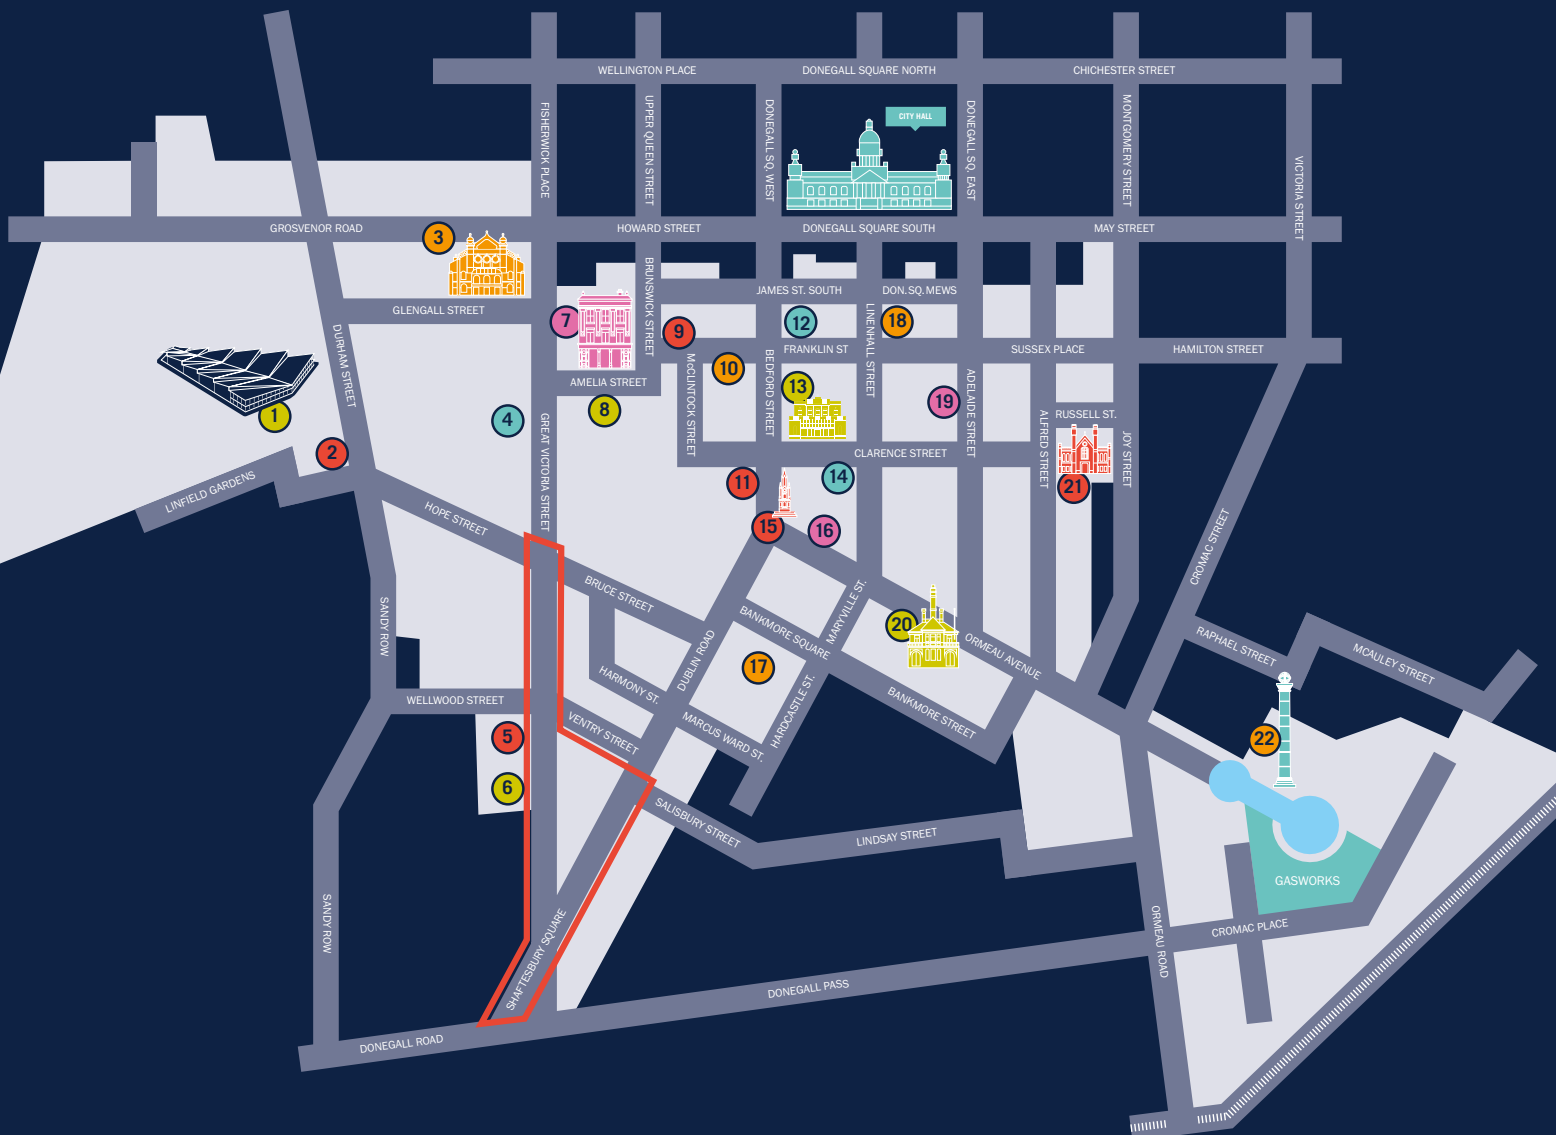 WELLINGTON PLACE
DONEGALL SQUARE NORTH
CHICHESTER STREET
FISHERWICK PLACE
UPPER QUEEN STREET
DONEGALL SQ. WEST
CITY HALL
DONEGALL SQ. EAST
MONTGOMERY STREET
VICTORIA STREET
GROSVENOR ROAD
3
HOWARD STREET
DONEGALL SQUARE SOUTH
MAY STREET
BRUNSWICK STREET
JAMES ST. SOUTH
DON. SQ. MEWS
GLENGALL STREET
7
9
12
LINENHALL STREET
18
DURHAM STREET
FRANKLIN ST
SUSSEX PLACE
HAMILTON STREET
McCLINTOCK STREET
10
BEDFORD STREET
AMELIA STREET
13
ADELAIDE STREET
19
1
4
8
GREAT VICTORIA STREET
ALFRED STREET
RUSSELL ST.
JOY STREET
2
CLARENCE STREET
LINFIELD GARDENS
11
14
21
HOPE STREET
15
16
CROMAC STREET
SANDY ROW
BRUCE STREET
BANKMORE SQUARE
MARYVILLE ST.
20
ORMEAU AVENUE
RAPHAEL STREET
MCAULEY STREET
DUBLIN ROAD
17
HARMONY ST.
WELLWOOD STREET
HARDCASTLE ST.
BANKMORE STREET
5
VENTRY STREET
MARCUS WARD ST.
22
6
SALISBURY STREET
LINDSAY STREET
GASWORKS
SANDY ROW
SHAFTESBURY SQUARE
ORMEAU ROAD
CROMAC PLACE
DONEGALL PASS
DONEGALL ROAD